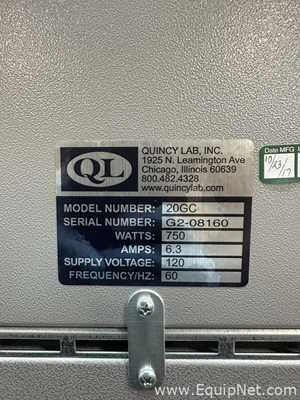 QL
QUINCY LAB, INC.
1925 N. Leamington Ave
Chicago, Illinois 60639
800.482.4328
www.quincylab.com
Date MFG
10/23/17
MODEL NUMBER: 20GC
SERIAL NUMBER: G2-08160
WATTS: 750
AMPS: 6.3
SUPPLY VOLTAGE: 120
FREQUENCY/HZ: 60
www.EquipNet.com